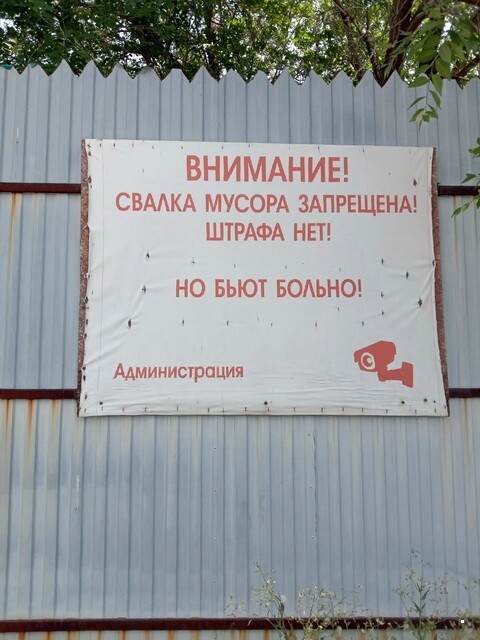 ВНИМАНИЕ!
СВАЛКА МУСОРА ЗАПРЕЩЕНА!
ШТРАФА НЕТ!
НО БЬЮТ БОЛЬНО!
Администрация